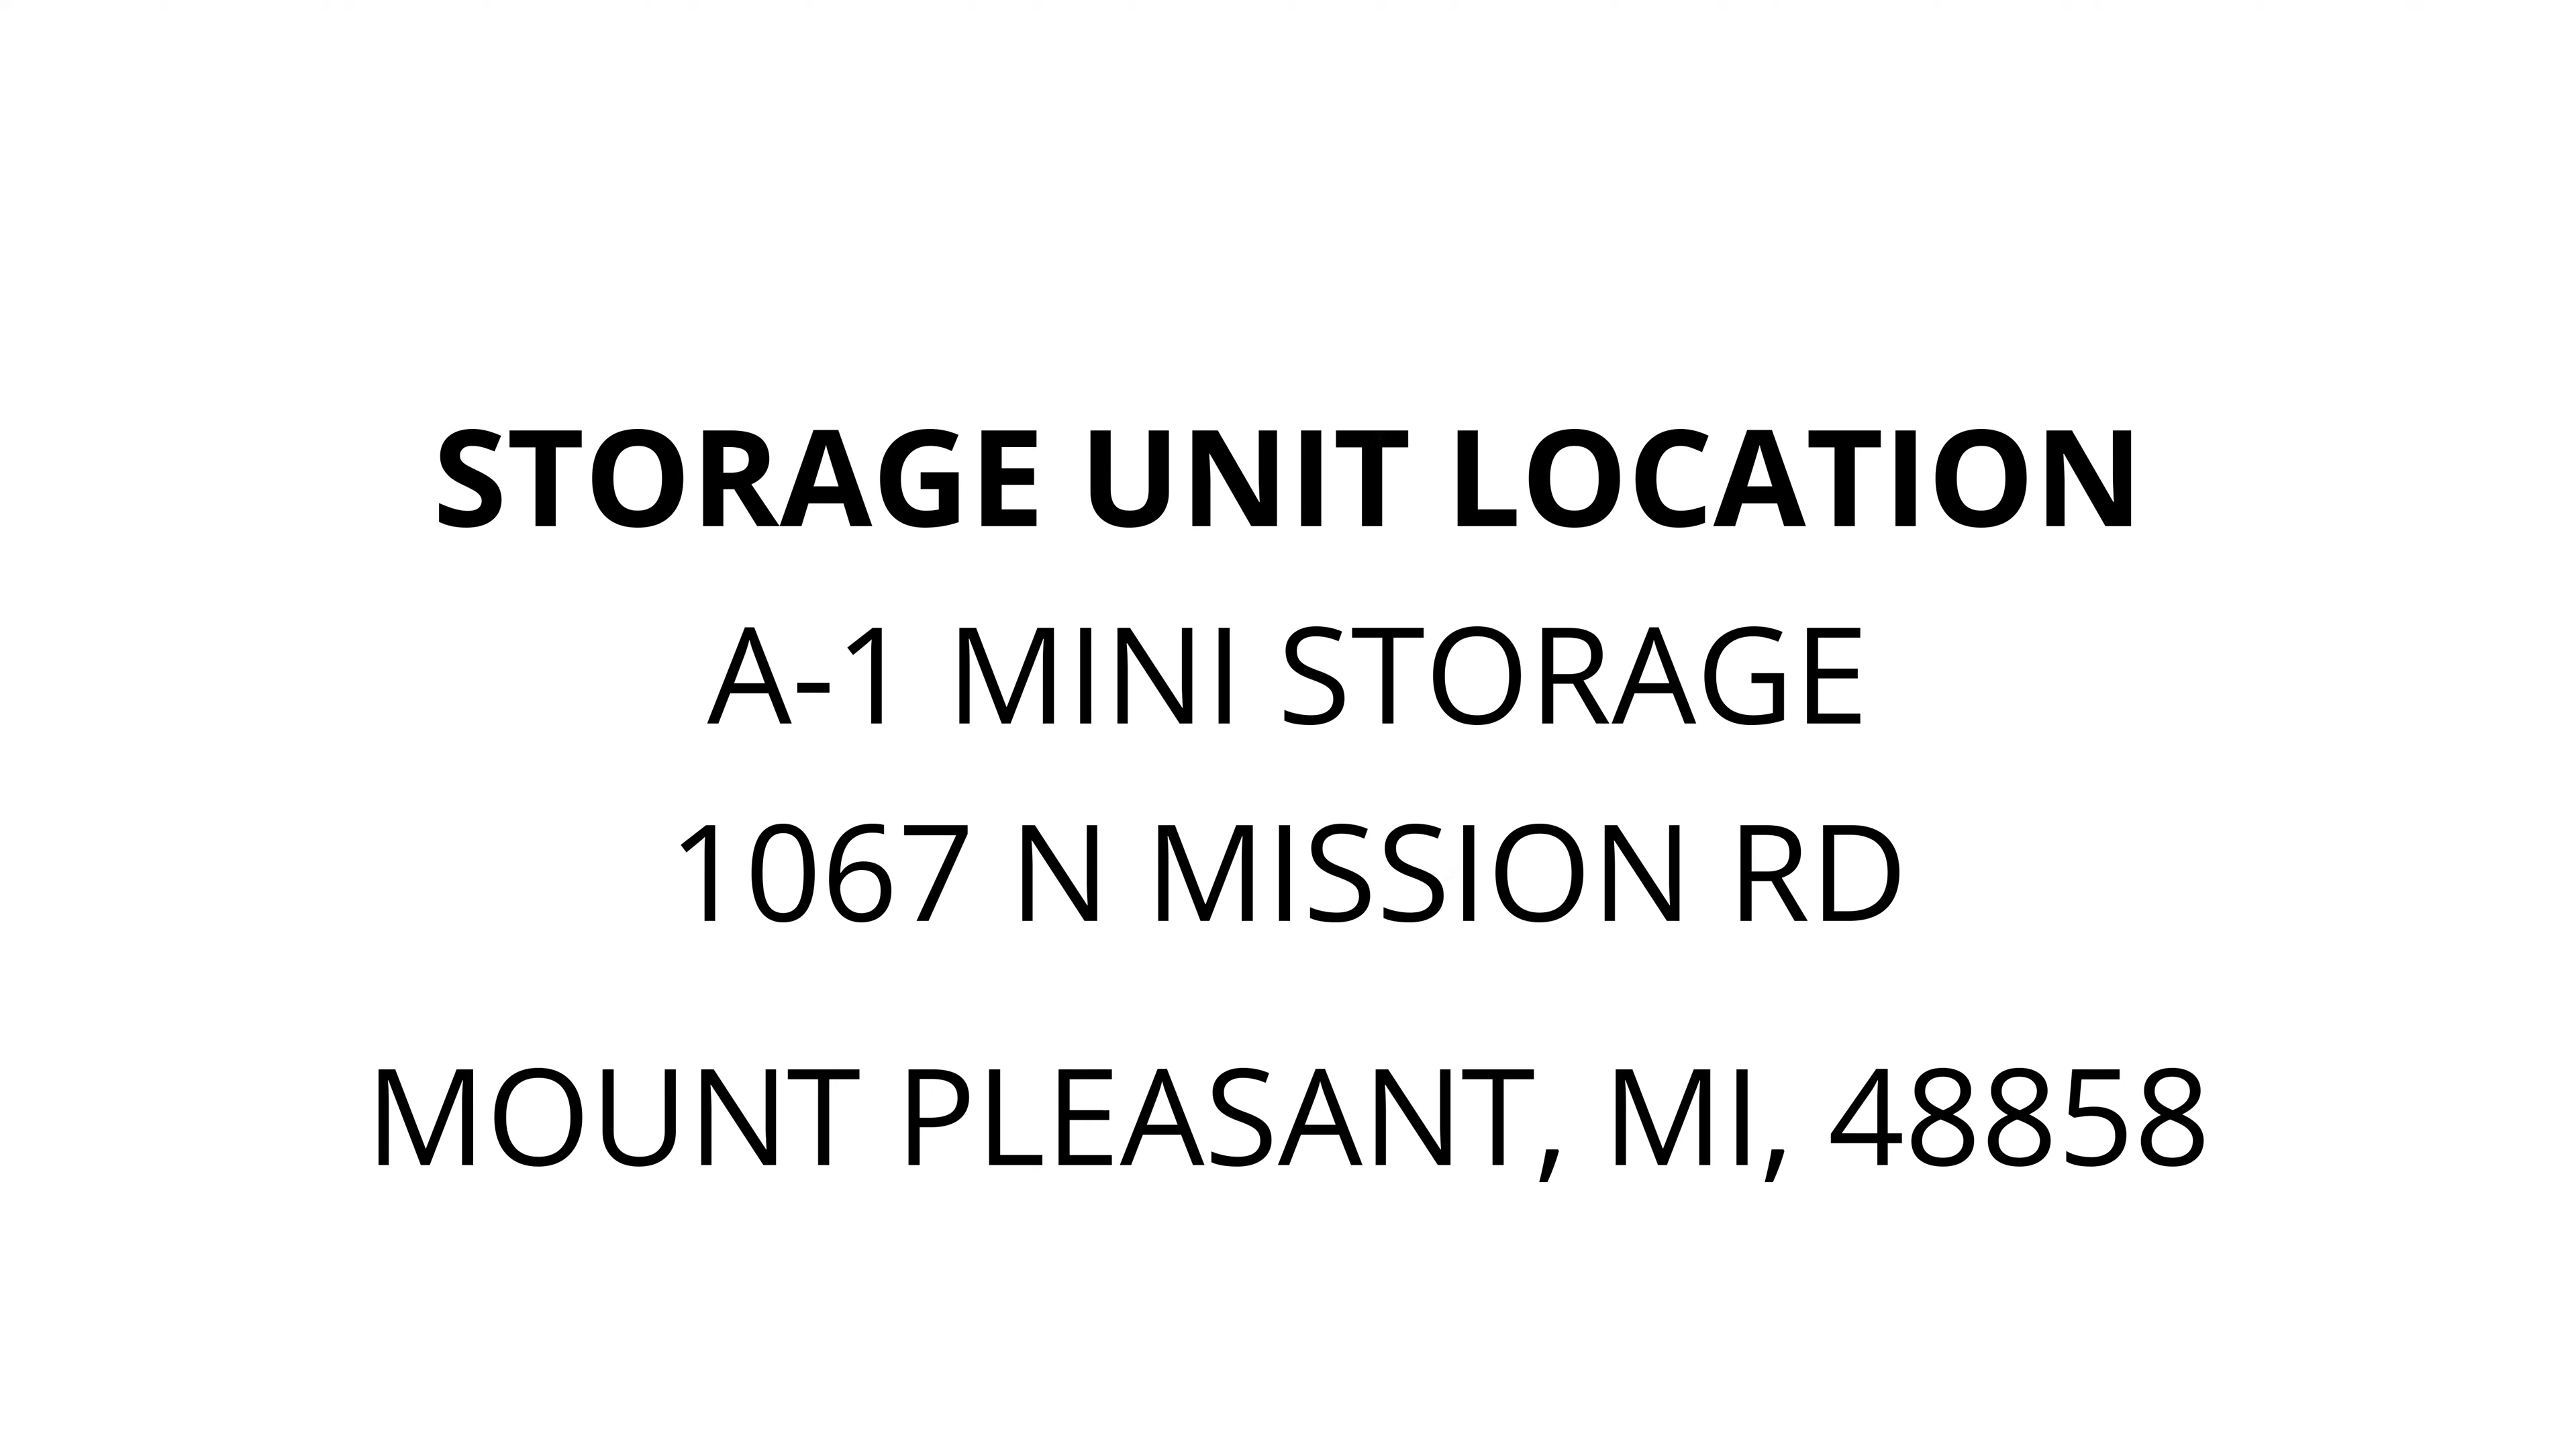 STORAGE UNIT LOCATION
A-1 MINI STORAGE
1067 N MISSION RD
MOUNT PLEASANT, MI, 48858